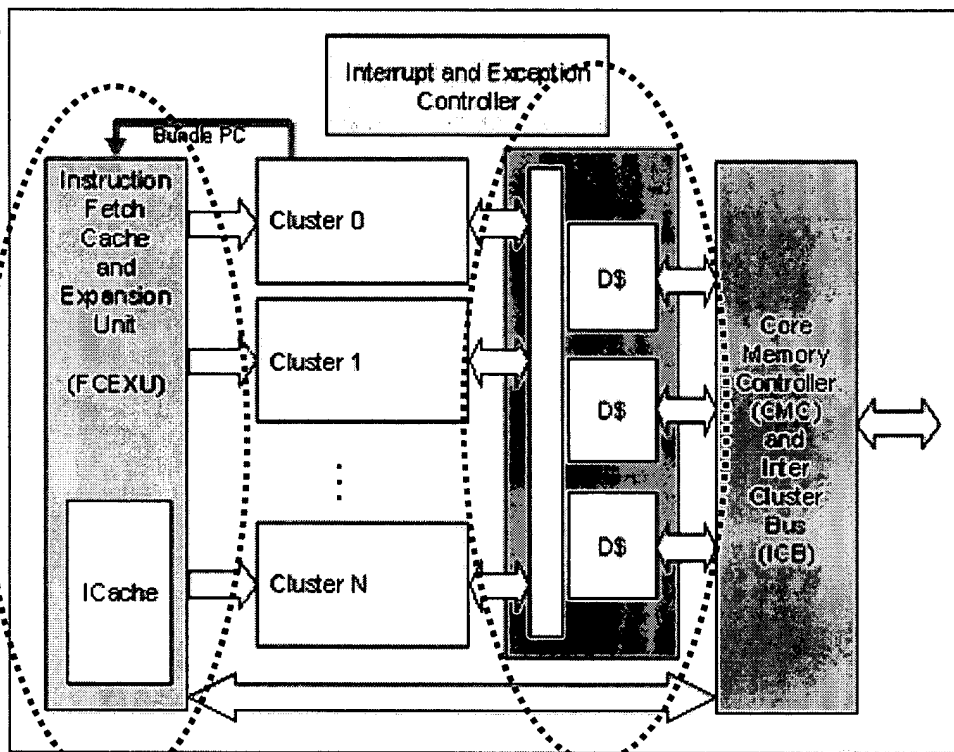 Interrupt and Exception
Controller
Bundle PC
Instruction
Fetch
Cache
and
Expansion
Unit
(FCEXU)
ICache
Cluster 0
Cluster 1
Cluster N
D$
D$
D$
Core
Memory
Controller
(CMC)
and
Inter
Cluster
Bus
(ICB)